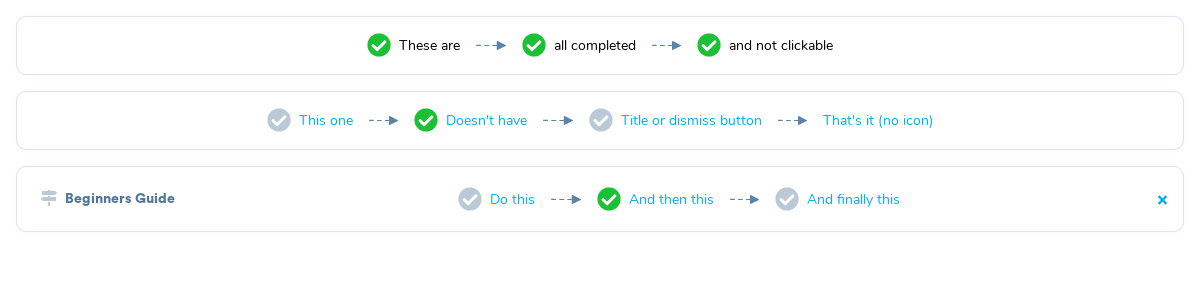 These are all completed and not clickable
This one Doesn't have Title or dismiss button That's it (no icon)
Beginners Guide Do this And then this And finally this